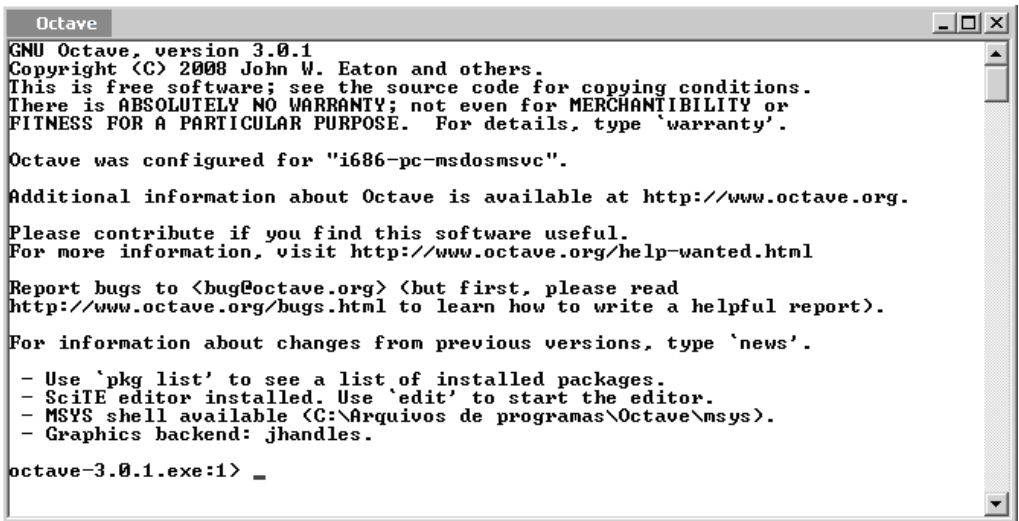 Octave
GNU Octave, version 3.0.1
Copyright (C) 2008 John W. Eaton and others.
This is free software; see the source code for copying conditions.
There is ABSOLUTELY NO WARRANTY; not even for MERCHANTIBILITY or
FITNESS FOR A PARTICULAR PURPOSE.  For details, type `warranty'.
Octave was configured for "i686-pc-msdosmsvc".
Additional information about Octave is available at http://www.octave.org.
Please contribute if you find this software useful.
For more information, visit http://www.octave.org/help-wanted.html
Report bugs to <bug@octave.org> (but first, please read
http://www.octave.org/bugs.html to learn how to write a helpful report).
For information about changes from previous versions, type `news'.
- Use `pkg list' to see a list of installed packages.
- SciTE editor installed. Use `edit' to start the editor.
- MSYS shell available (C:\Arquivos de programas\Octave\msys).
- Graphics backend: jhandles.
octave-3.0.1.exe:1> _